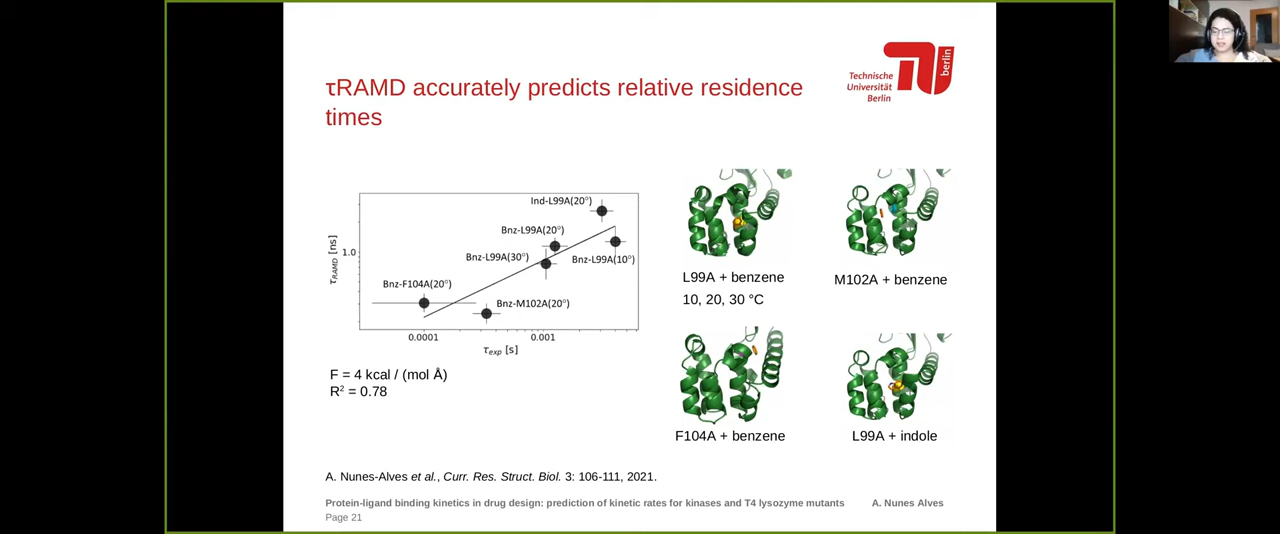 τRAMD accurately predicts relative residence
times
Technische
Universität
Berlin
berlin
Ind-L99A(20°)
Bnz-L99A(20°)
Bnz-L99A(30°)
Bnz-L99A(10°)
Bnz-F104A(20°)
Bnz-M102A(20°)
τRAMD [ns]
1.0
0.0001
0.001
τexp [s]
F = 4 kcal / (mol Å)
R² = 0.78
L99A + benzene
10, 20, 30 °C
M102A + benzene
F104A + benzene
L99A + indole
A. Nunes-Alves et al., Curr. Res. Struct. Biol. 3: 106-111, 2021.
Protein-ligand binding kinetics in drug design: prediction of kinetic rates for kinases and T4 lysozyme mutants A. Nunes Alves
Page 21